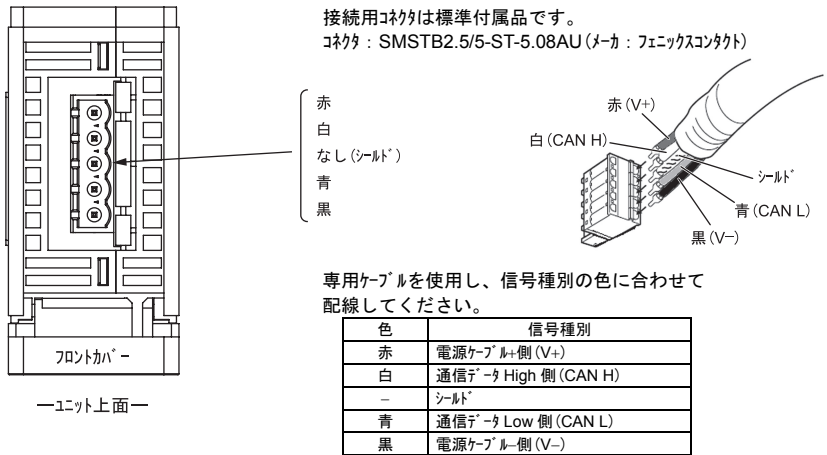 接続用ｺﾈｸﾀは標準付属品です。
ｺﾈｸﾀ：SMSTB2.5/5-ST-5.08AU(ﾒｰｶ：ﾌｪﾆｯｸｽｺﾝﾀｸﾄ)
赤
白
なし(ｼｰﾙﾄﾞ)
青
黒
赤(V+)
白(CAN H)
ｼｰﾙﾄﾞ
青(CAN L)
黒(V−)
ﾌﾛﾝﾄｶﾊﾞｰ
―ﾕﾆｯﾄ上面―
専用ｹｰﾌﾞﾙを使用し、信号種別の色に合わせて
配線してください。
色 信号種別
赤 電源ｹｰﾌﾞﾙ+側(V+)
白 通信ﾃﾞｰﾀ High 側(CAN H)
− ｼｰﾙﾄﾞ
青 通信ﾃﾞｰﾀ Low 側(CAN L)
黒 電源ｹｰﾌﾞﾙ−側(V−)